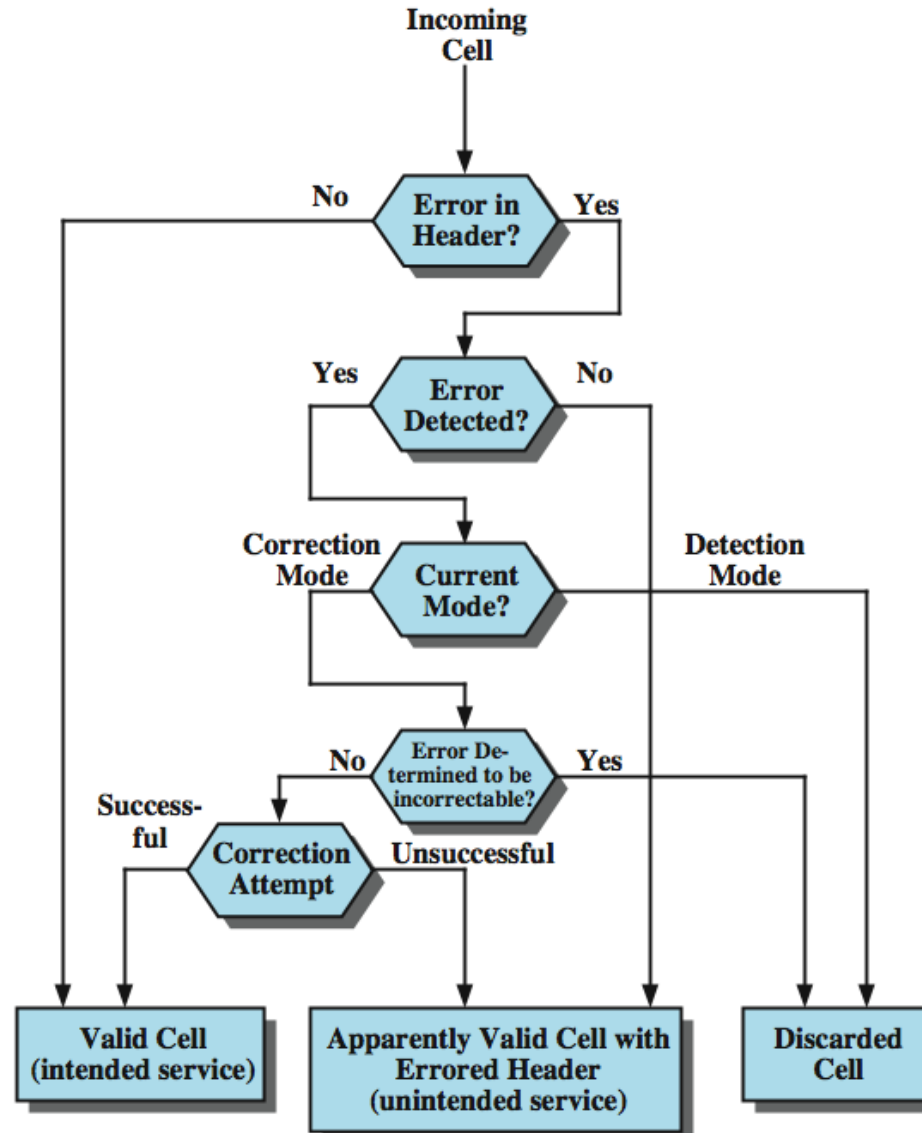 Incoming
Cell
No
Error in
Header?
Yes
Yes
Error
Detected?
No
Correction
Mode
Current
Mode?
Detection
Mode
No
Error De-
termined to be
incorrectable?
Yes
Success-
ful
Correction
Attempt
Unsuccessful
Valid Cell
(intended service)
Apparently Valid Cell with
Errored Header
(unintended service)
Discarded
Cell